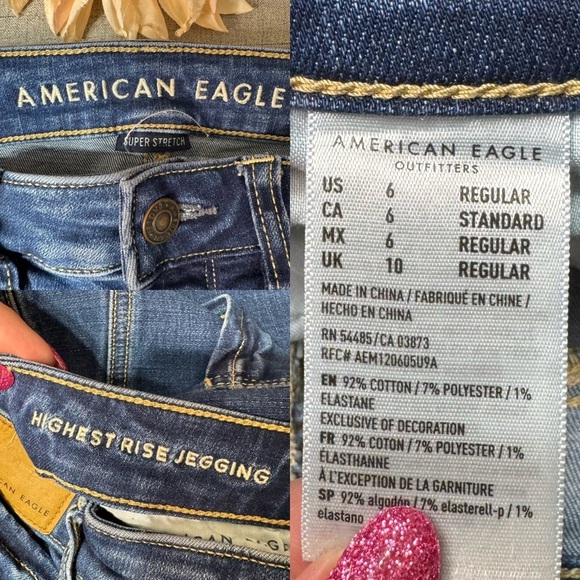 AMERICAN EAGLE
SUPER STRETCH
HIGHEST RISE JEGGING
CAN EAGLE
AMERICAN EAGLE
OUTFITTERS
US 6 REGULAR
CA 6 STANDARD
MX 6 REGULAR
UK 10 REGULAR
MADE IN CHINA / FABRIQUÉ EN CHINE /
HECHO EN CHINA
RN 54485/CA 03873
RFC# AEM120605U9A
EN 92% COTTON / 7% POLYESTER / 1%
ELASTANE
EXCLUSIVE OF DECORATION
FR 92% COTON / 7% POLYESTER / 1%
ÉLASTHANNE
À L'EXCEPTION DE LA GARNITURE
SP 92% algodón / 7% elasterell-p / 1%
elastano